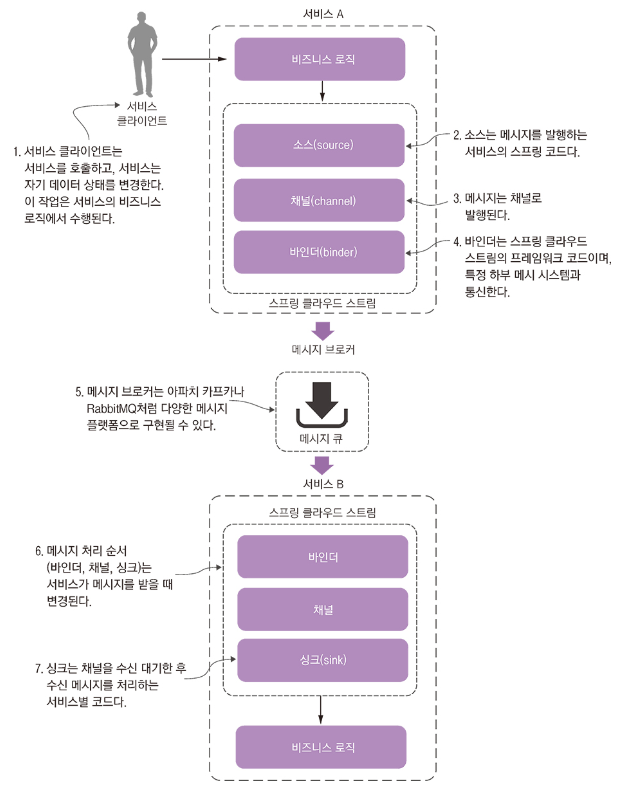 서비스 A
비즈니스 로직
서비스
클라이언트
1. 서비스 클라이언트는
서비스를 호출하고, 서비스는
자기 데이터 상태를 변경한다.
이 작업은 서비스의 비즈니스
로직에서 수행된다.
소스(source)
2. 소스는 메시지를 발행하는
서비스의 스프링 코드다.
채널(channel)
3. 메시지는 채널로
발행된다.
바인더(binder)
4. 바인더는 스프링 클라우드
스트림의 프레임워크 코드이며,
특정 하부 메시 시스템과
통신한다.
스프링 클라우드 스트림
메시지 브로커
5. 메시지 브로커는 아파치 카프카나
RabbitMQ처럼 다양한 메시지
플랫폼으로 구현될 수 있다.
메시지 큐
서비스 B
스프링 클라우드 스트림
6. 메시지 처리 순서
(바인더, 채널, 싱크)는
서비스가 메시지를 받을 때
변경된다.
바인더
채널
싱크(sink)
7. 싱크는 채널을 수신 대기한 후
수신 메시지를 처리하는
서비스별 코드다.
비즈니스 로직